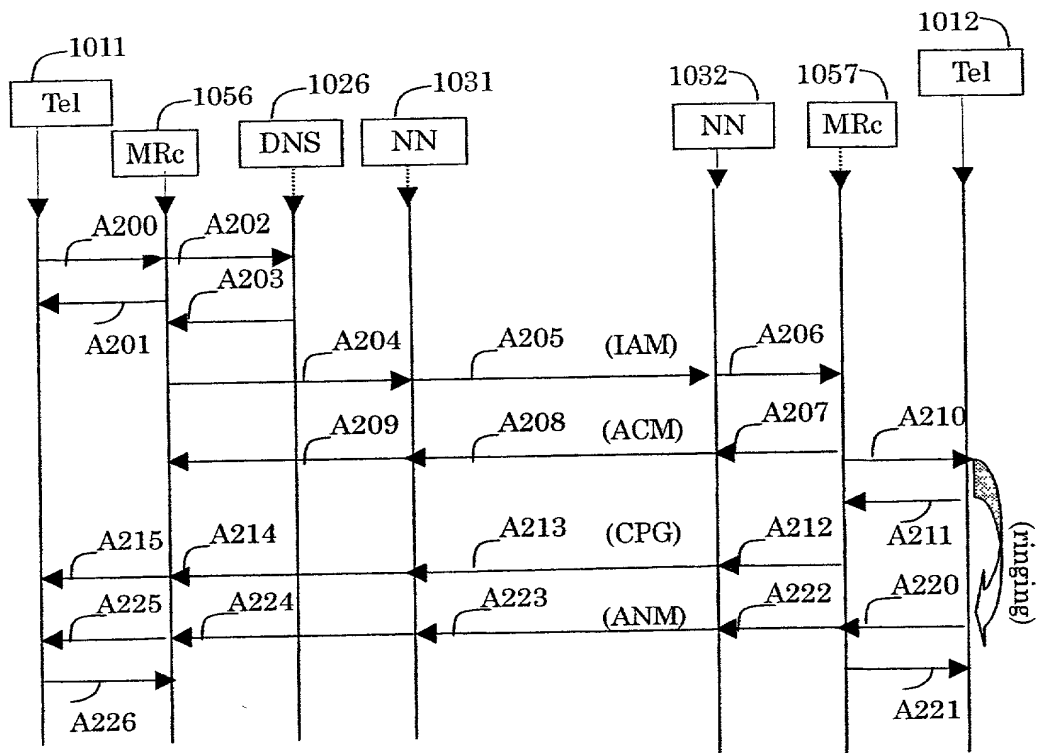 1011
1012
Tel
1056
1026
1031
1032
1057
Tel
MRc
DNS
NN
NN
MRc
A200
A202
A203
A201
A204
A205
(IAM)
A206
A209
A208
(ACM)
A207
A210
A211
A215
A214
A213
(CPG)
A212
(ringing)
A225
A224
A223
(ANM)
A222
A220
A226
A221